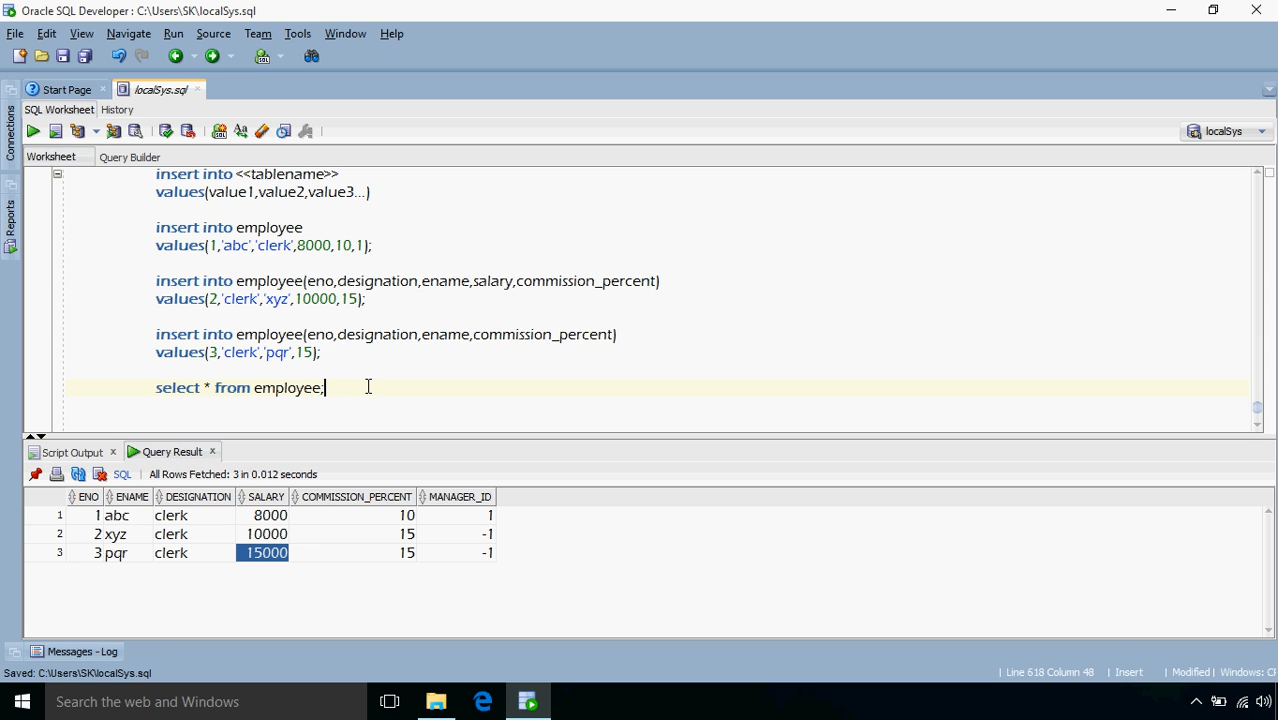 Oracle SQL Developer : C:\Users\SK\localSys.sql
File Edit View Navigate Run Source Team Tools Window Help
Start Page localSys.sql
SQL Worksheet History
localSys
Worksheet Query Builder
Connections
Reports
insert into <<tablename>>
values(value1,value2,value3...)
insert into employee
values(1,'abc','clerk',8000,10,1);
insert into employee(eno,designation,ename,salary,commission_percent)
values(2,'clerk','xyz',10000,15);
insert into employee(eno,designation,ename,commission_percent)
values(3,'clerk','pqr',15);
select * from employee;
Script Output Query Result
SQL All Rows Fetched: 3 in 0.012 seconds
ENO ENAME DESIGNATION SALARY COMMISSION_PERCENT MANAGER_ID
1 1 abc clerk 8000 10 1
2 2 xyz clerk 10000 15 -1
3 3 pqr clerk 15000 15 -1
Messages - Log
Saved: C:\Users\SK\localSys.sql Line 618 Column 48 Insert Modified Windows: CF
Search the web and Windows